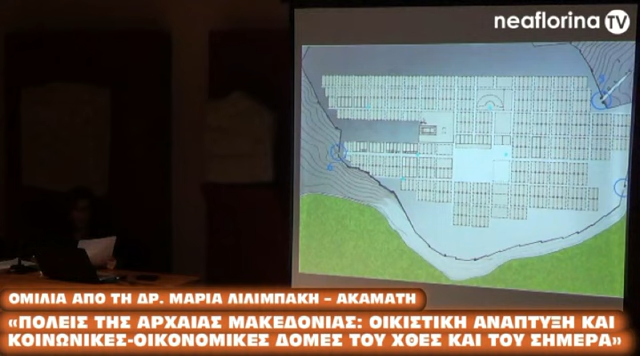 neaflorina TV
ΟΜΙΛΙΑ ΑΠΟ ΤΗ ΔΡ. ΜΑΡΙΑ ΛΙΛΙΜΠΑΚΗ – ΑΚΑΜΑΤΗ
«ΠΟΛΕΙΣ ΤΗΣ ΑΡΧΑΙΑΣ ΜΑΚΕΔΟΝΙΑΣ: ΟΙΚΙΣΤΙΚΗ ΑΝΑΠΤΥΞΗ ΚΑΙ
ΚΟΙΝΩΝΙΚΕΣ-ΟΙΚΟΝΟΜΙΚΕΣ ΔΟΜΕΣ ΤΟΥ ΧΘΕΣ ΚΑΙ ΤΟΥ ΣΗΜΕΡΑ»